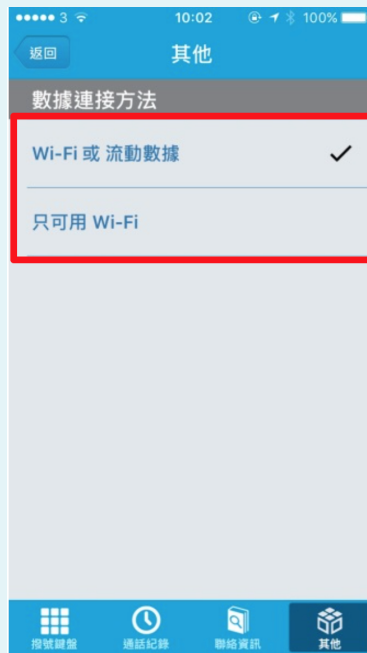 3 10:02 100%
返回 其他
數據連接方法
Wi-Fi 或 流動數據
只可用 Wi-Fi
撥號鍵盤 通話紀錄 聯絡資訊 其他